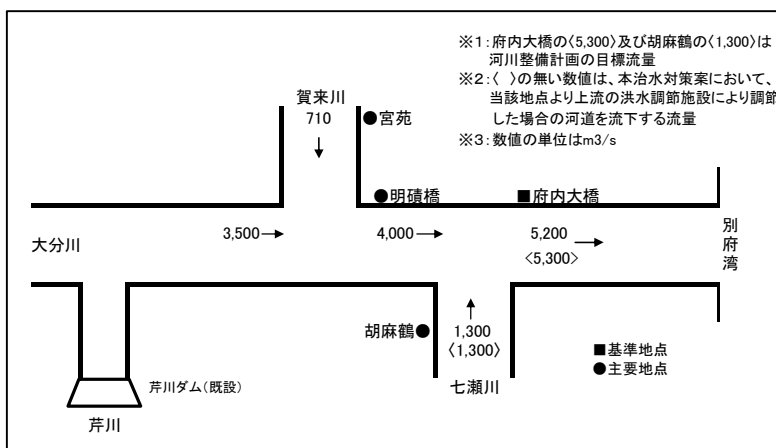 ※1:府内大橋の〈5,300〉及び胡麻鶴の〈1,300〉は
河川整備計画の目標流量
※2:〈 〉の無い数値は、本治水対策案において、
当該地点より上流の洪水調節施設により調節
した場合の河道を流下する流量
※3:数値の単位はm3/s
賀来川
710
↓
●宮苑
●明磧橋
■府内大橋
大分川
3,500→
4,000→
5,200
→
<5,300>
別府湾
胡麻鶴●
↑
1,300
〈1,300〉
七瀬川
■基準地点
●主要地点
芹川ダム(既設)
芹川